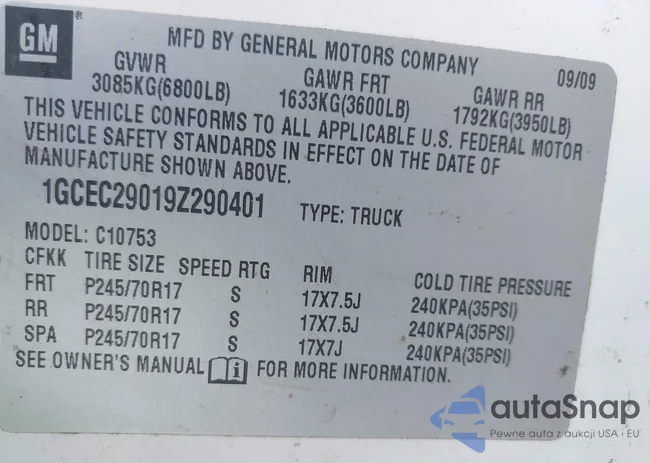 GM
MFD BY GENERAL MOTORS COMPANY
09/09
GVWR GAWR FRT GAWR RR
3085KG(6800LB) 1633KG(3600LB) 1792KG(3950LB)
THIS VEHICLE CONFORMS TO ALL APPLICABLE U.S. FEDERAL MOTOR
VEHICLE SAFETY STANDARDS IN EFFECT ON THE DATE OF
MANUFACTURE SHOWN ABOVE.
1GCEC29019Z290401 TYPE: TRUCK
MODEL: C10753
CFKK TIRE SIZE SPEED RTG RIM COLD TIRE PRESSURE
FRT P245/70R17 S 17X7.5J 240KPA(35PSI)
RR P245/70R17 S 17X7.5J 240KPA(35PSI)
SPA P245/70R17 S 17X7J 240KPA(35PSI)
SEE OWNER'S MANUAL i FOR MORE INFORMATION.
autaSnap
Pewne auta z aukcji USA i EU